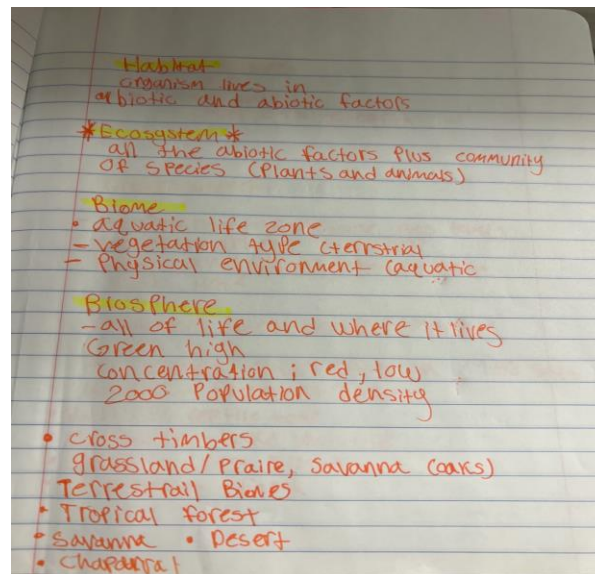 Habitat
organism lives in
abiotic and abiotic factors
*Ecosystem*
all the abiotic factors Plus community
OF Species (Plants and animals)
Biome
• aquatic life zone
- vegetation type (terrstrial
- Physical environment (aquatic
Biosphere
- all of life and where it lives
Green high
concentration ; red, low
2000 Population density
• cross timbers
grassland/Praire, Savanna (oaks)
Terrestrail Biomes
• Tropical forest
• savanna • Desert
• Chaparral